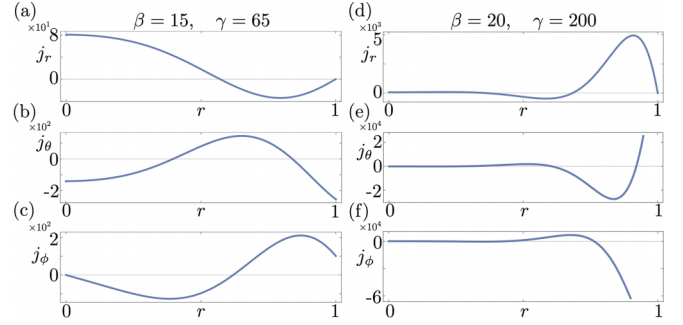 (a) β = 15, γ = 65
×10¹
8
j_r
0
0 r 1
(b)
×10²
j_θ
0
-2
0 r 1
(c)
×10²
2
j_ϕ
0
0 r 1
(d) β = 20, γ = 200
×10³
5
j_r
0
0 r 1
(e)
×10⁴
2
j_θ
0
-2
0 r 1
(f)
×10⁴
0
j_ϕ
-6
0 r 1